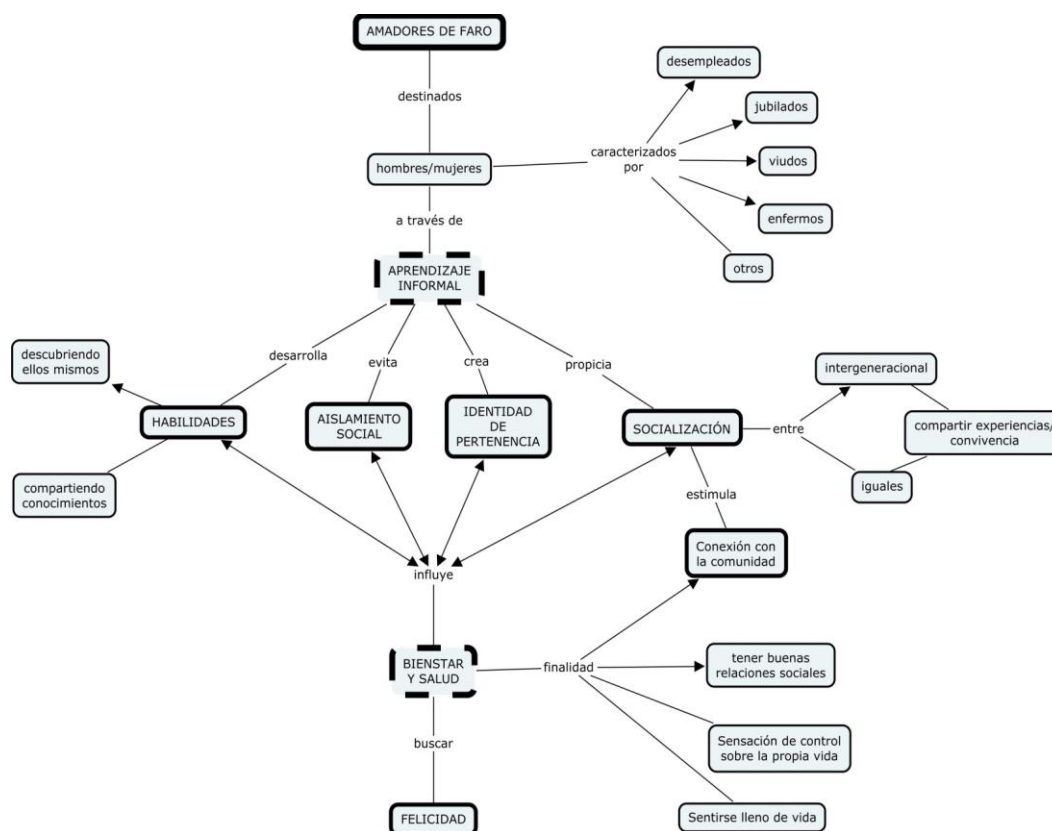 AMADORES DE FARO
destinados
desempleados
jubilados
caracterizados
por
viudos
hombres/mujeres
enfermos
a través de
otros
APRENDIZAJE
INFORMAL
desarrolla
evita
crea
propicia
descubriendo
ellos mismos
intergeneracional
HABILIDADES
AISLAMIENTO
SOCIAL
IDENTIDAD
DE
PERTENENCIA
SOCIALIZACIÓN
entre
compartir experiencias/
convivencia
compartiendo
conocimientos
iguales
estimula
Conexión con
la comunidad
influye
BIENSTAR
Y SALUD
finalidad
tener buenas
relaciones sociales
buscar
Sensación de control
sobre la propia vida
FELICIDAD
Sentirse lleno de vida